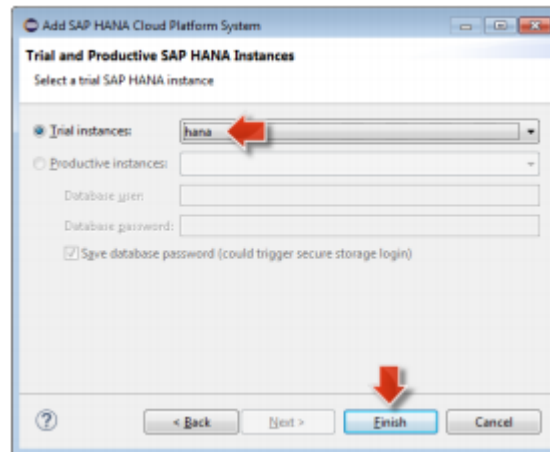 Add SAP HANA Cloud Platform System
Trial and Productive SAP HANA Instances
Select a trial SAP HANA instance
Trial instances:
hana
Productive instances:
Database user:
Database password:
Save database password (could trigger secure storage login)
?
< Back
Next >
Finish
Cancel